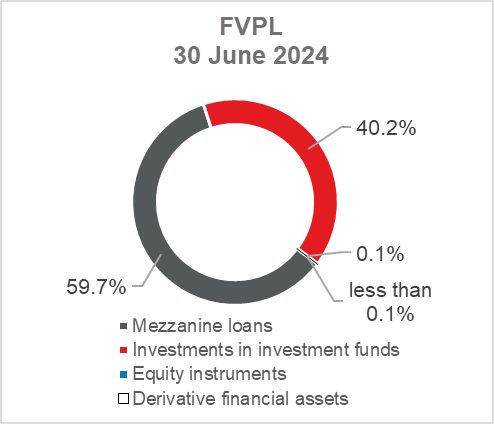 FVPL
30 June 2024
40.2%
0.1%
less than
0.1%
59.7%
Mezzanine loans
Investments in investment funds
Equity instruments
Derivative financial assets